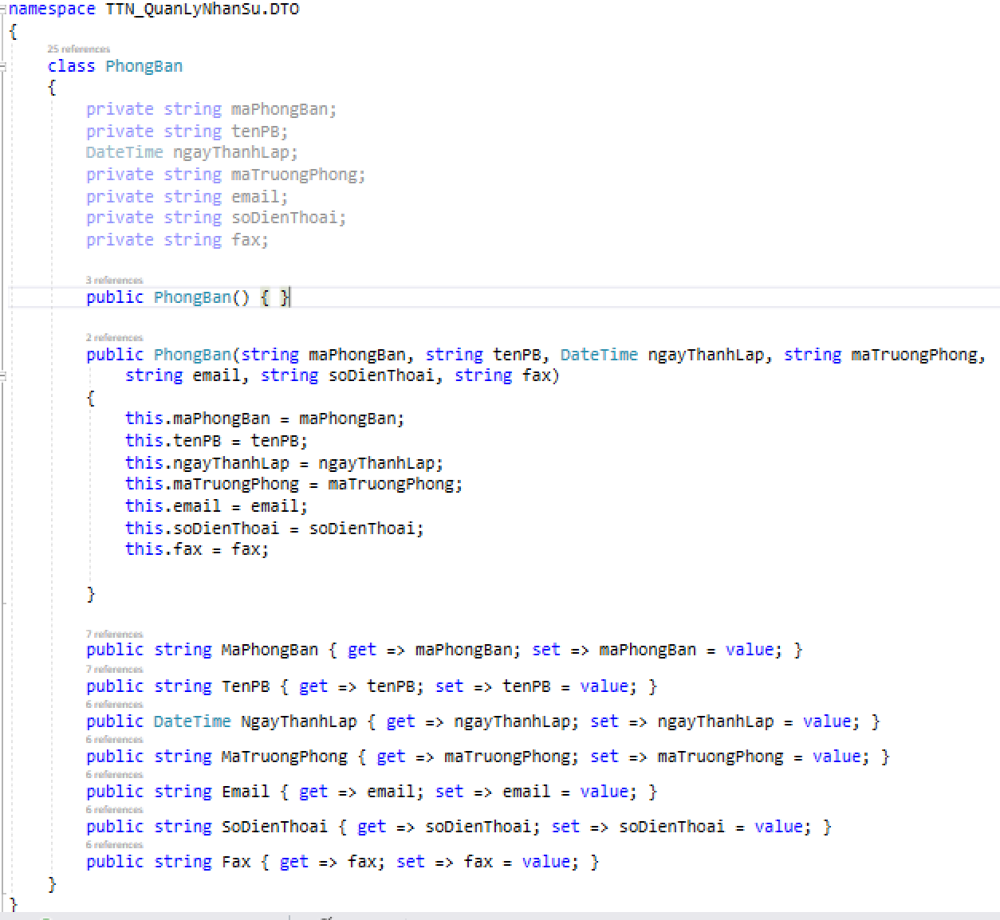 namespace TTN_QuanLyNhanSu.DTO
{
25 references
class PhongBan
{
private string maPhongBan;
private string tenPB;
DateTime ngayThanhLap;
private string maTruongPhong;
private string email;
private string soDienThoai;
private string fax;
3 references
public PhongBan() { }
2 references
public PhongBan(string maPhongBan, string tenPB, DateTime ngayThanhLap, string maTruongPhong,
string email, string soDienThoai, string fax)
{
this.maPhongBan = maPhongBan;
this.tenPB = tenPB;
this.ngayThanhLap = ngayThanhLap;
this.maTruongPhong = maTruongPhong;
this.email = email;
this.soDienThoai = soDienThoai;
this.fax = fax;
}
7 references
public string MaPhongBan { get => maPhongBan; set => maPhongBan = value; }
7 references
public string TenPB { get => tenPB; set => tenPB = value; }
6 references
public DateTime NgayThanhLap { get => ngayThanhLap; set => ngayThanhLap = value; }
6 references
public string MaTruongPhong { get => maTruongPhong; set => maTruongPhong = value; }
6 references
public string Email { get => email; set => email = value; }
6 references
public string SoDienThoai { get => soDienThoai; set => soDienThoai = value; }
6 references
public string Fax { get => fax; set => fax = value; }
}
}